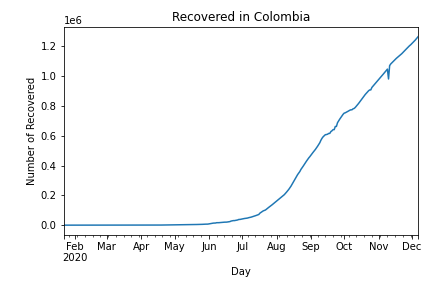 Recovered in Colombia
1e6
1.2
1.0
0.8
0.6
0.4
0.2
0.0
Number of Recovered
Feb Mar Apr May Jun Jul Aug Sep Oct Nov Dec
2020
Day